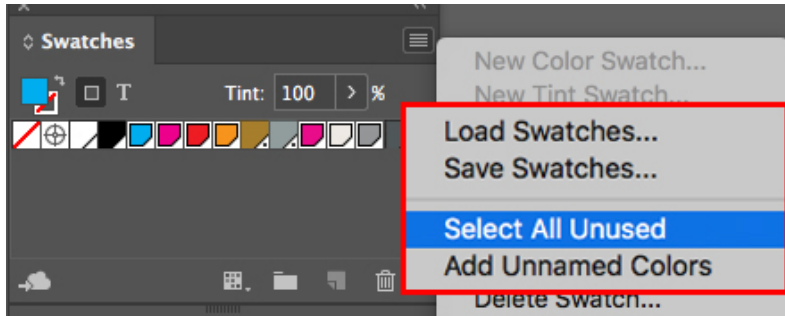 Swatches
New Color Swatch...
New Tint Swatch...
T Tint: 100 > %
Load Swatches...
Save Swatches...
Select All Unused
Add Unnamed Colors
Delete Swatch...